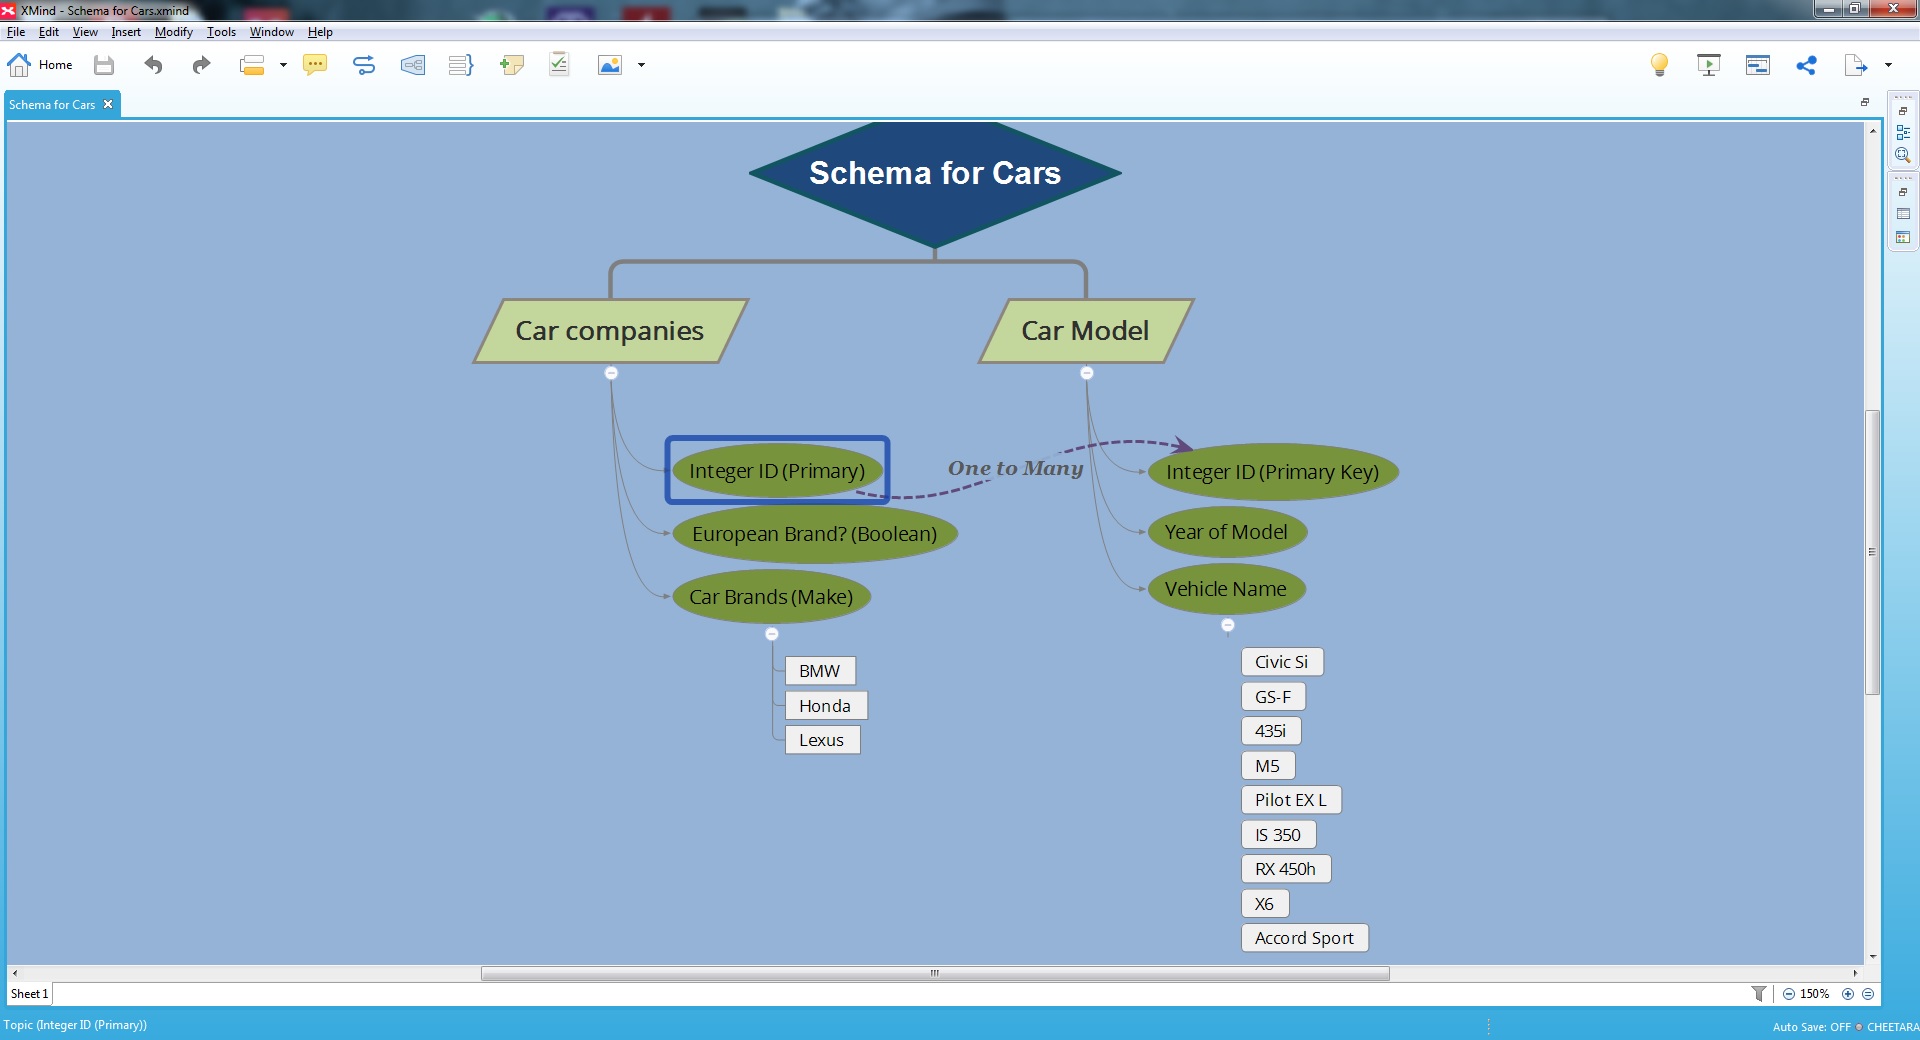 XMind - Schema for Cars.xmind
File Edit View Insert Modify Tools Window Help
Home
Schema for Cars
Schema for Cars
Car companies
Car Model
Integer ID (Primary)
One to Many
Integer ID (Primary Key)
European Brand? (Boolean)
Year of Model
Car Brands (Make)
Vehicle Name
BMW
Honda
Lexus
Civic Si
GS-F
435i
M5
Pilot EX L
IS 350
RX 450h
X6
Accord Sport
Sheet 1
150%
Topic (Integer ID (Primary))
Auto Save: OFF
CHEETARA